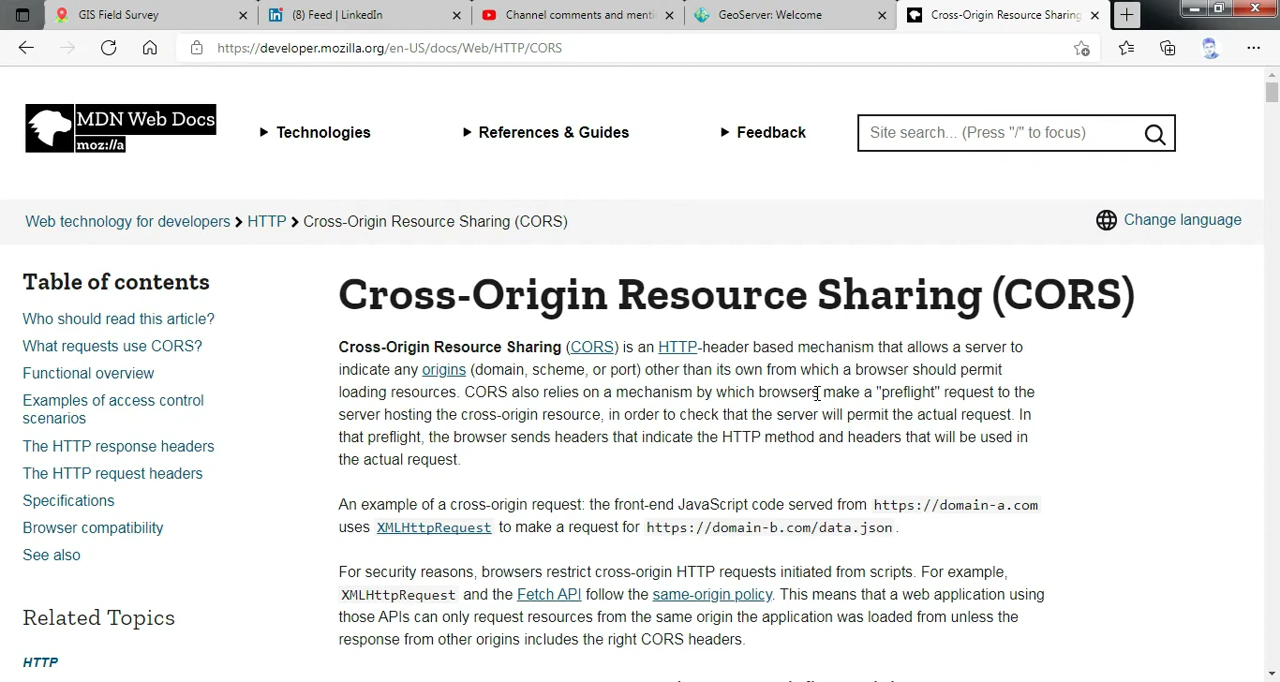 GIS Field Survey
(8) Feed | LinkedIn
Channel comments and menti
GeoServer: Welcome
Cross-Origin Resource Sharing
https://developer.mozilla.org/en-US/docs/Web/HTTP/CORS
MDN Web Docs
moz://a
Technologies
References & Guides
Feedback
Site search... (Press "/" to focus)
Web technology for developers > HTTP > Cross-Origin Resource Sharing (CORS)
Change language
Table of contents
Who should read this article?
What requests use CORS?
Functional overview
Examples of access control
scenarios
The HTTP response headers
The HTTP request headers
Specifications
Browser compatibility
See also
Related Topics
HTTP
Cross-Origin Resource Sharing (CORS)
Cross-Origin Resource Sharing (CORS) is an HTTP-header based mechanism that allows a server to
indicate any origins (domain, scheme, or port) other than its own from which a browser should permit
loading resources. CORS also relies on a mechanism by which browsers make a "preflight" request to the
server hosting the cross-origin resource, in order to check that the server will permit the actual request. In
that preflight, the browser sends headers that indicate the HTTP method and headers that will be used in
the actual request.
An example of a cross-origin request: the front-end JavaScript code served from https://domain-a.com
uses XMLHttpRequest to make a request for https://domain-b.com/data.json.
For security reasons, browsers restrict cross-origin HTTP requests initiated from scripts. For example,
XMLHttpRequest and the Fetch API follow the same-origin policy. This means that a web application using
those APIs can only request resources from the same origin the application was loaded from unless the
response from other origins includes the right CORS headers.